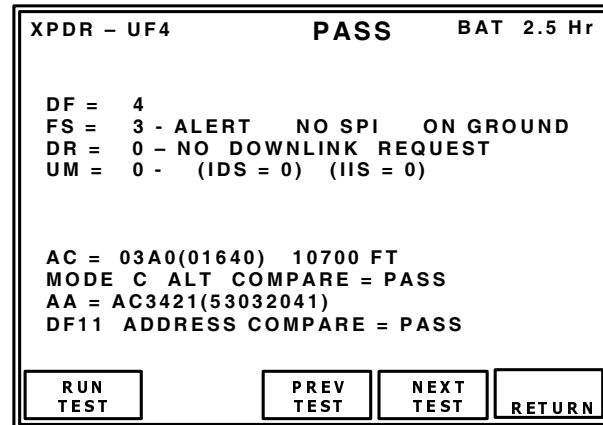 XPDR – UF4 PASS BAT 2.5 Hr
DF = 4
FS = 3 - ALERT NO SPI ON GROUND
DR = 0 – NO DOWNLINK REQUEST
UM = 0 - (IDS = 0) (IIS = 0)
AC = 03A0(01640) 10700 FT
MODE C ALT COMPARE = PASS
AA = AC3421(53032041)
DF11 ADDRESS COMPARE = PASS
RUN TEST
PREV TEST
NEXT TEST
RETURN